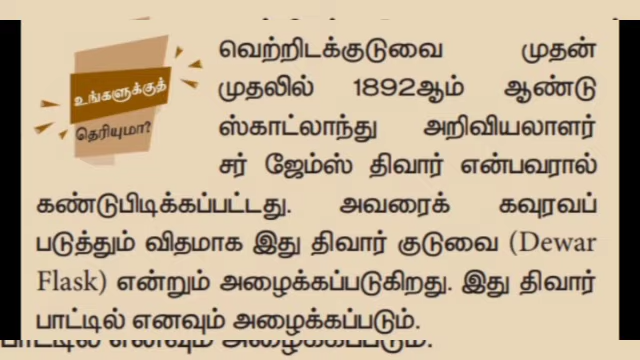 உங்களுக்குத்
தெரியுமா?
வெற்றிடக்குடுவை முதன்
முதலில் 1892ஆம் ஆண்டு
ஸ்காட்லாந்து அறிவியலாளர்
சர் ஜேம்ஸ் திவார் என்பவரால்
கண்டுபிடிக்கப்பட்டது. அவரைக் கவுரவப்
படுத்தும் விதமாக இது திவார் குடுவை (Dewar
Flask) என்றும் அழைக்கப்படுகிறது. இது திவார்
பாட்டில் எனவும் அழைக்கப்படும்.